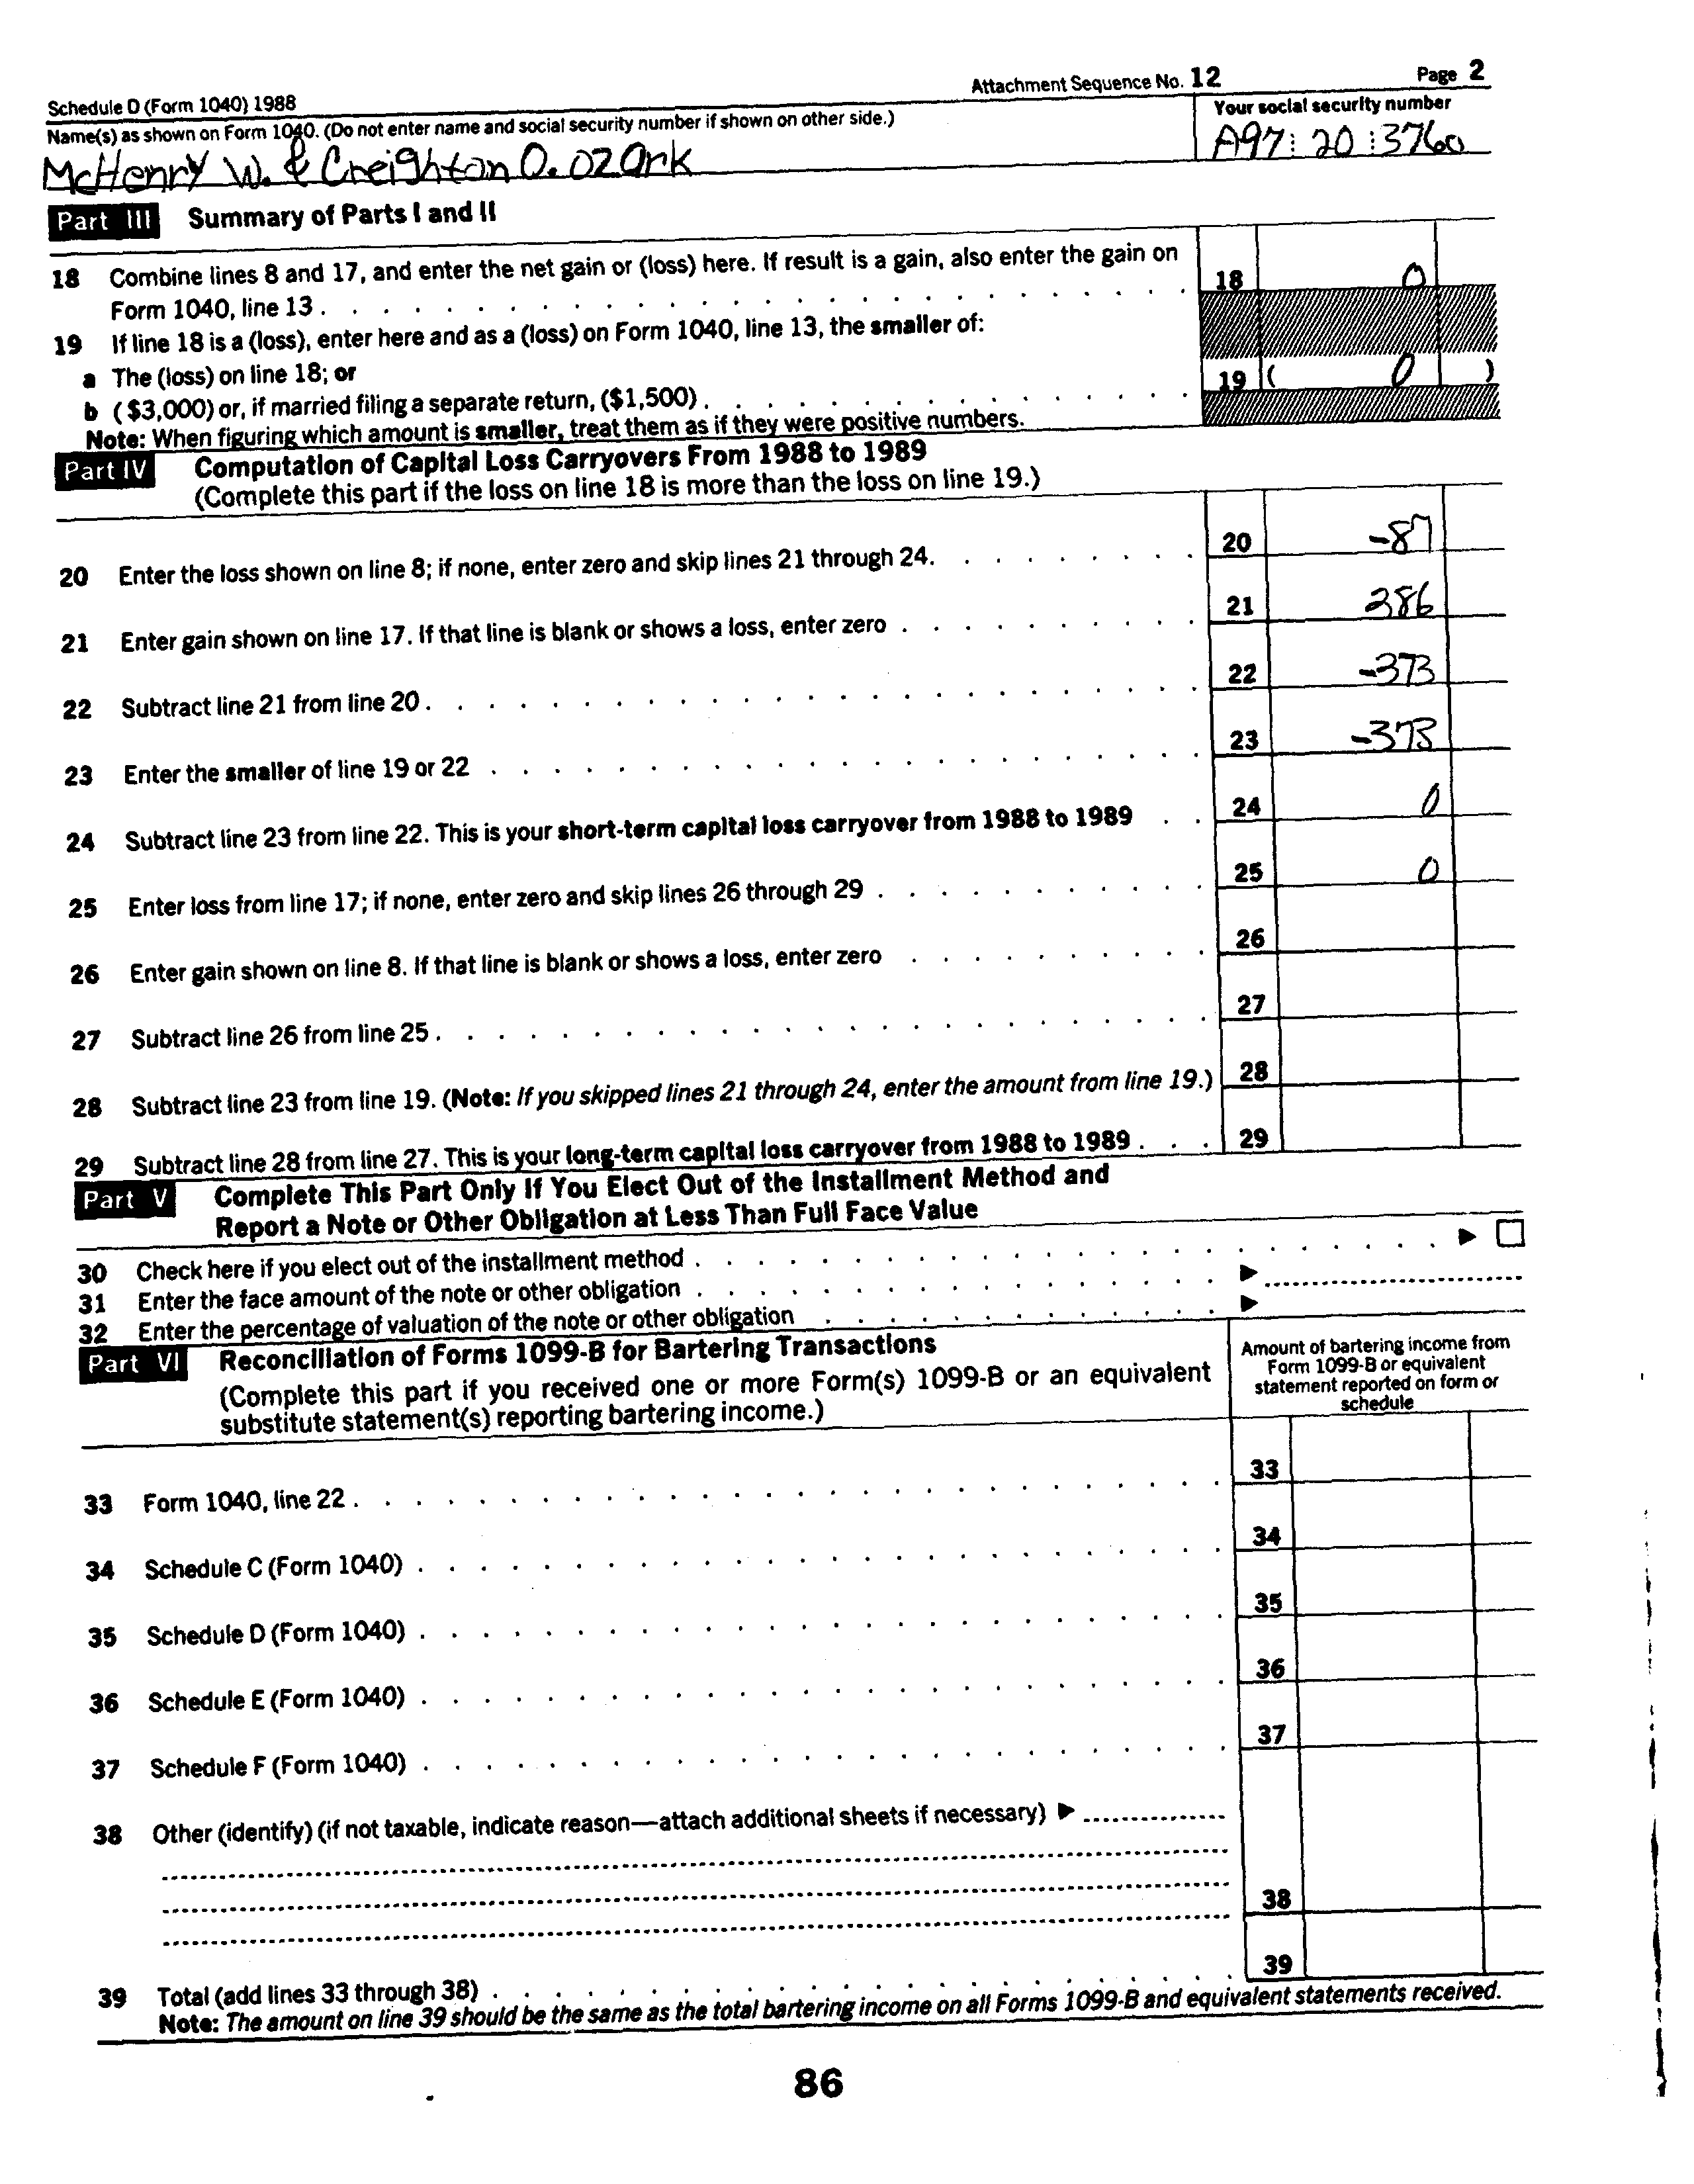 Schedule D (Form 1040) 1988 Attachment Sequence No. 12 Page 2
Name(s) as shown on Form 1040. (Do not enter name and social security number if shown on other side.) Your social security number
McHenry W. & Creighton O. Ozark A97 20 3760
Part III Summary of Parts I and II
18 Combine lines 8 and 17, and enter the net gain or (loss) here. If result is a gain, also enter the gain on
Form 1040, line 13 . . . 18 0
19 If line 18 is a (loss), enter here and as a (loss) on Form 1040, line 13, the smaller of:
a The (loss) on line 18; or
b ($3,000) or, if married filing a separate return, ($1,500) . . . 19 ( 0 )
Note: When figuring which amount is smaller, treat them as if they were positive numbers.
Part IV Computation of Capital Loss Carryovers From 1988 to 1989
(Complete this part if the loss on line 18 is more than the loss on line 19.)
20 Enter the loss shown on line 8; if none, enter zero and skip lines 21 through 24. . . . 20 -87
21 Enter gain shown on line 17. If that line is blank or shows a loss, enter zero . . . 21 286
22 Subtract line 21 from line 20 . . . 22 -373
23 Enter the smaller of line 19 or 22 . . . 23 -373
24 Subtract line 23 from line 22. This is your short-term capital loss carryover from 1988 to 1989 . . 24 0
25 Enter loss from line 17; if none, enter zero and skip lines 26 through 29 . . . 25 0
26 Enter gain shown on line 8. If that line is blank or shows a loss, enter zero . . . 26
27 Subtract line 26 from line 25 . . . 27
28 Subtract line 23 from line 19. (Note: If you skipped lines 21 through 24, enter the amount from line 19.) 28
29 Subtract line 28 from line 27. This is your long-term capital loss carryover from 1988 to 1989 . . . 29
Part V Complete This Part Only If You Elect Out of the Installment Method and
Report a Note or Other Obligation at Less Than Full Face Value
30 Check here if you elect out of the installment method . . . ▶ ☐
31 Enter the face amount of the note or other obligation . . . ▶
32 Enter the percentage of valuation of the note or other obligation . . . ▶
Part VI Reconciliation of Forms 1099-B for Bartering Transactions
(Complete this part if you received one or more Form(s) 1099-B or an equivalent
substitute statement(s) reporting bartering income.)
Amount of bartering income from
Form 1099-B or equivalent
statement reported on form or
schedule
33 Form 1040, line 22 . . . 33
34 Schedule C (Form 1040) . . . 34
35 Schedule D (Form 1040) . . . 35
36 Schedule E (Form 1040) . . . 36
37 Schedule F (Form 1040) . . . 37
38 Other (identify) (if not taxable, indicate reason—attach additional sheets if necessary) ▶
38
39 Total (add lines 33 through 38) . . . 39
Note: The amount on line 39 should be the same as the total bartering income on all Forms 1099-B and equivalent statements received.
86